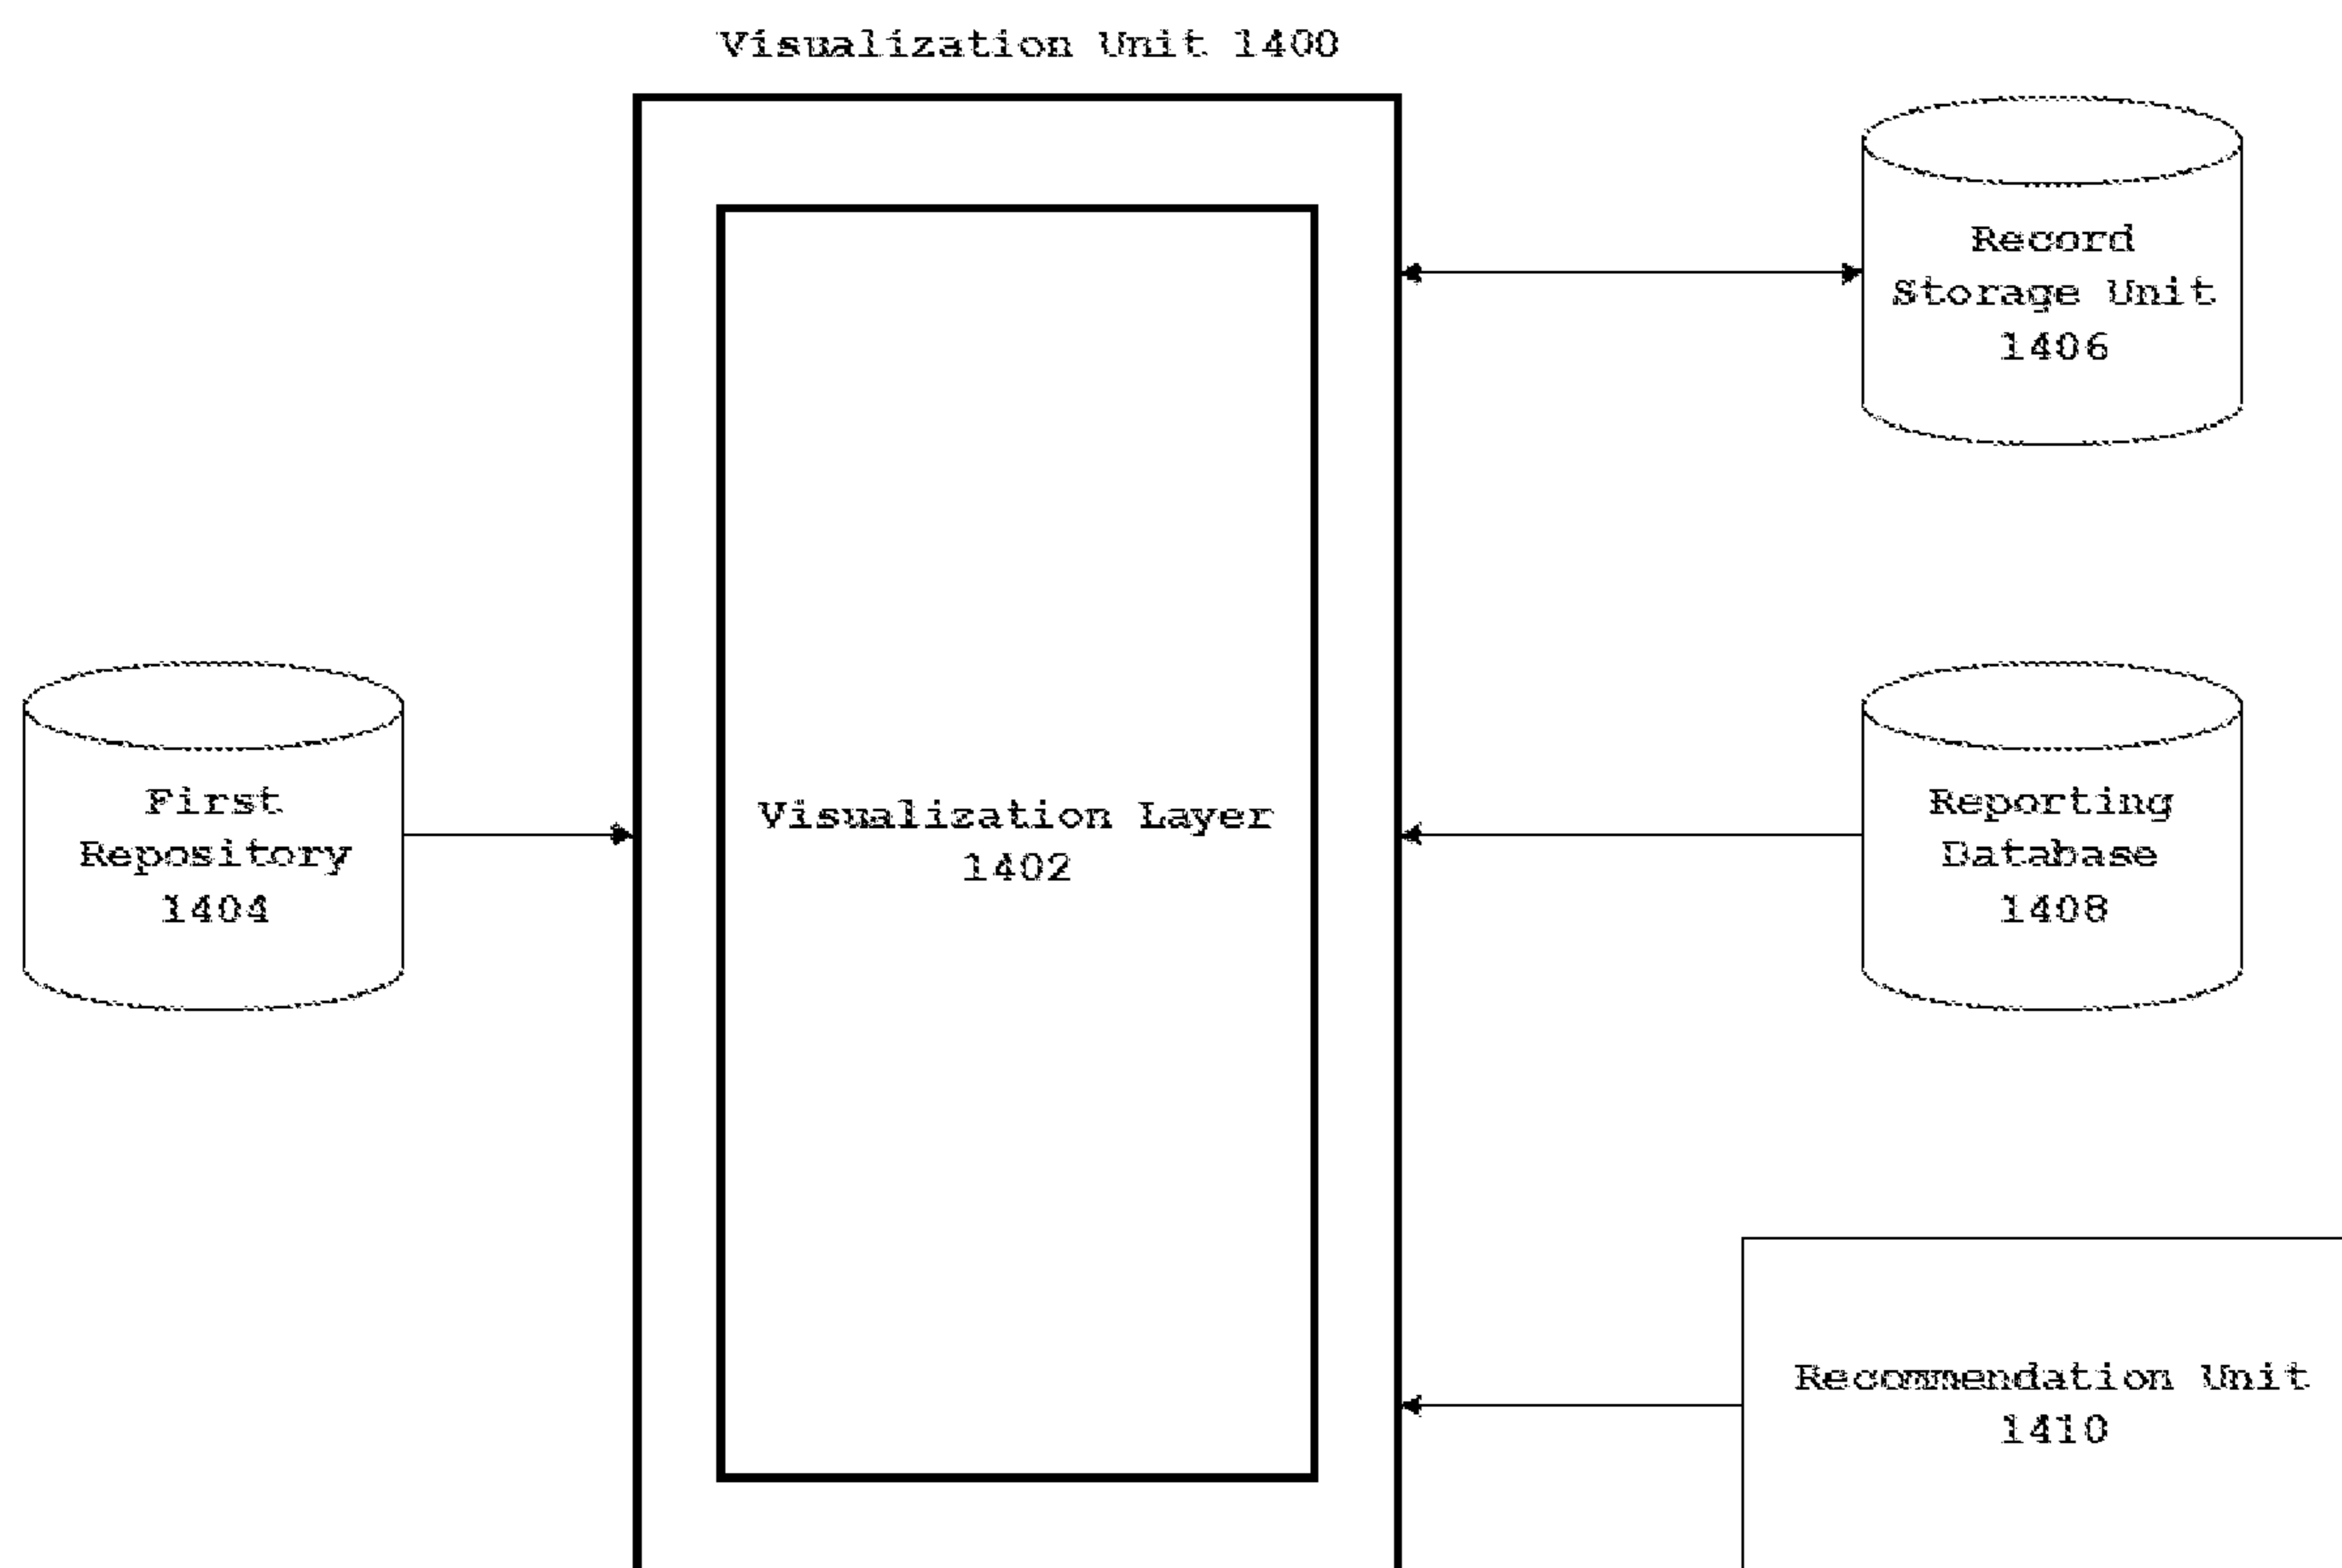 Visualization Unit 1400
Record
Storage Unit
1406
First
Repository
1404
Visualization Layer
1402
Reporting
Database
1408
Recommendation Unit
1410